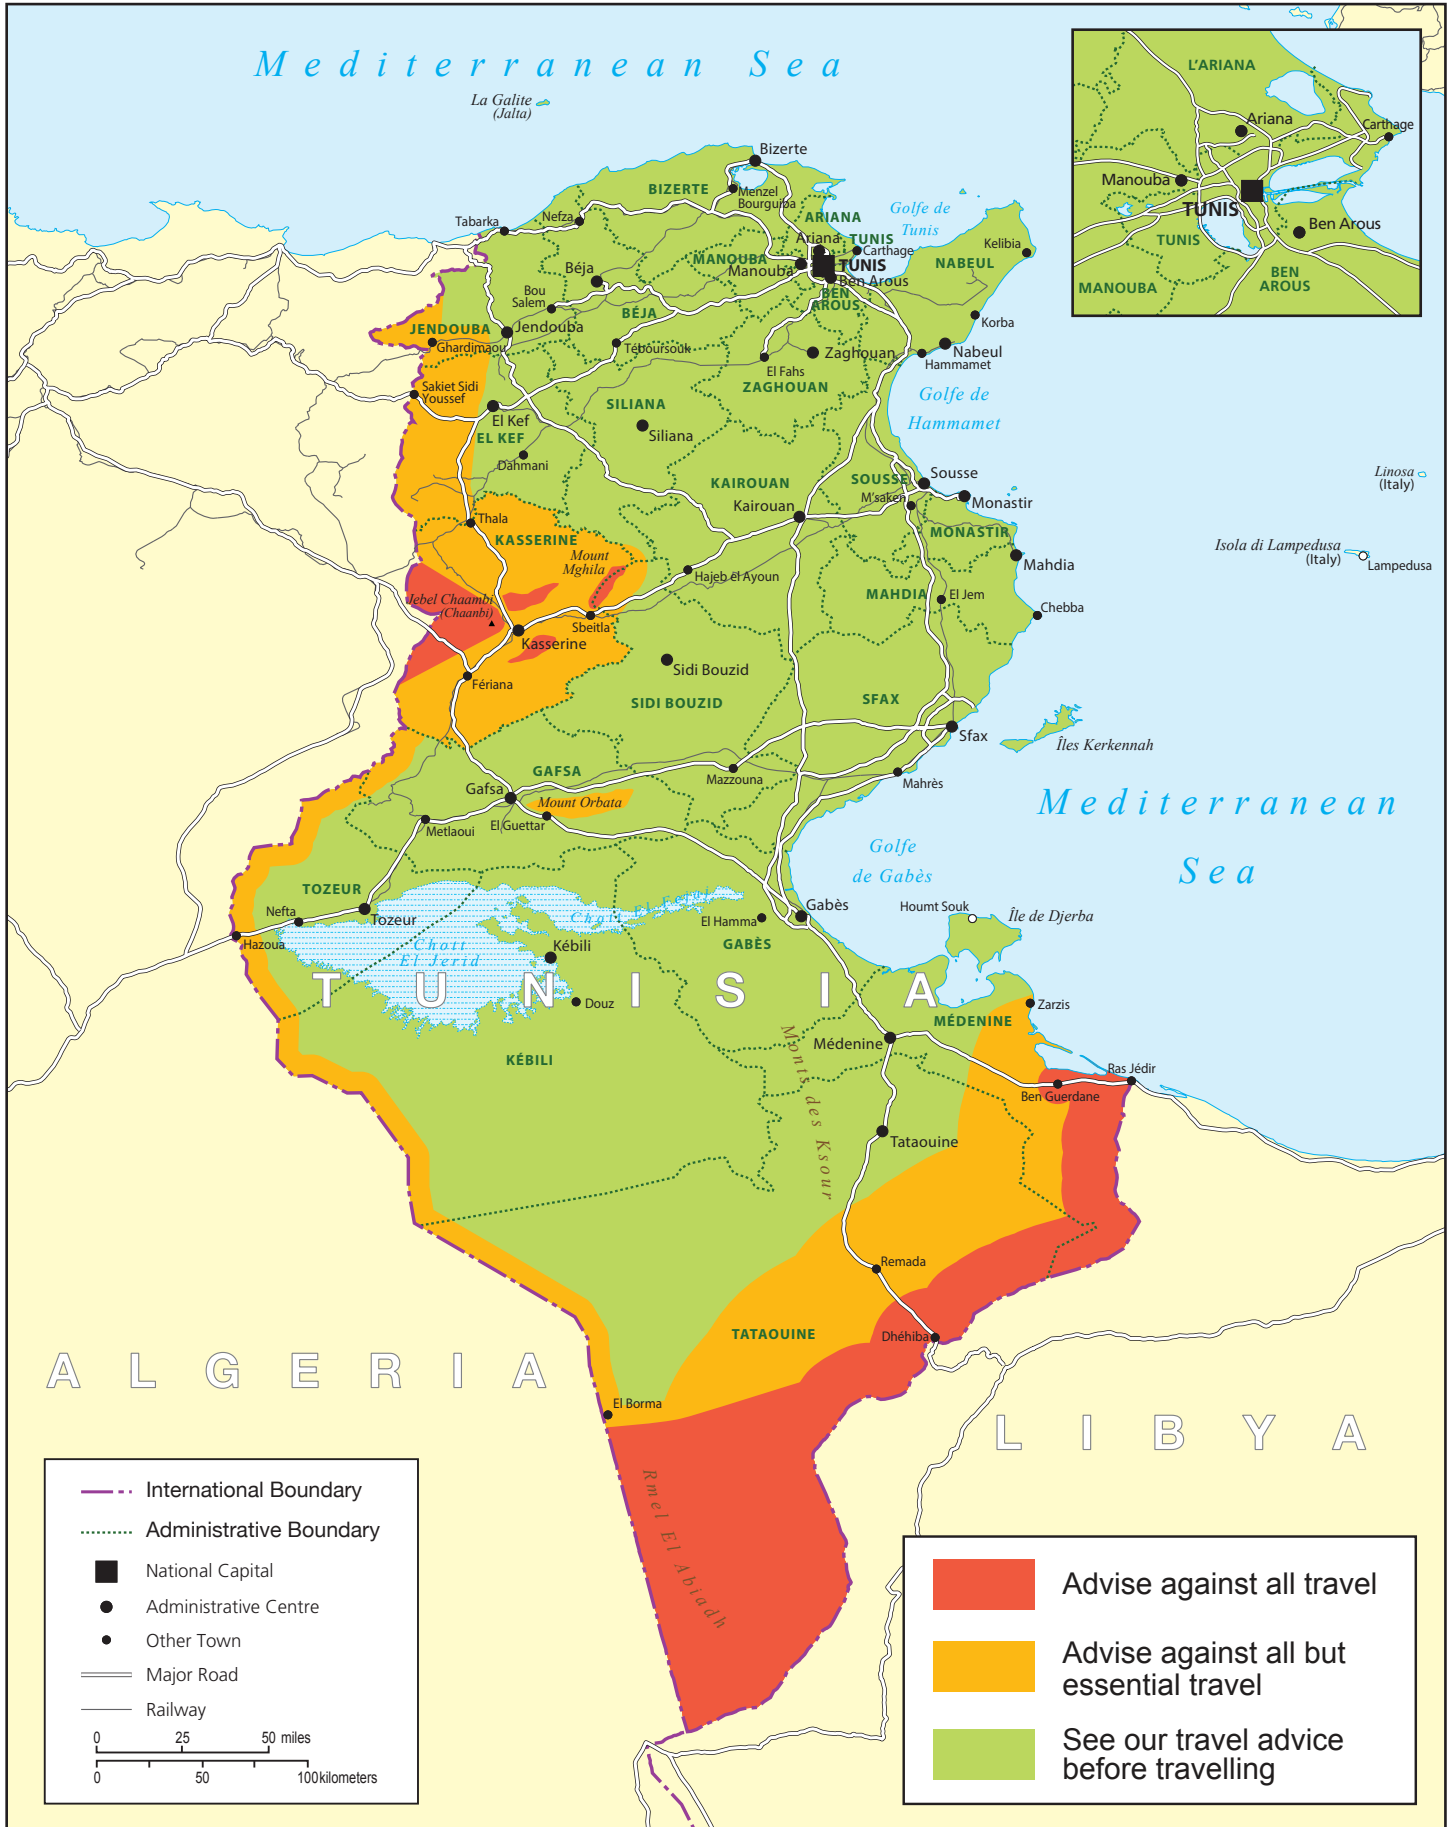 Mediterranean Sea
La Galite
(Jalta)
Bizerte
BIZERTE
Menzel
Bourguiba
Nefza
Tabarka
ARIANA
Golfe de
Tunis
Ariana
TUNIS
Carthage
Kelibia
MANOUBA
Manouba
TUNIS
NABEUL
Béja
Ben Arous
BEN
AROUS
Bou
Salem
BÉJA
JENDOUBA
Jendouba
Korba
Ghardimaou
Téboursouk
Zaghouan
Nabeul
Hammamet
El Fahs
ZAGHOUAN
Sakiet Sidi
Youssef
SILIANA
Golfe de
Hammamet
El Kef
EL KEF
Siliana
Dahmani
KAIROUAN
SOUSSE
Sousse
M'saken
Monastir
Kairouan
Linosa
(Italy)
Thala
KASSERINE
MONASTIR
Mount
Mghila
Isola di Lampedusa
(Italy)
Lampedusa
Mahdia
Hajeb el Ayoun
Jebel Chaambi
(Chaanbi)
MAHDIA
El Jem
Chebba
Sbeitla
Kasserine
Sidi Bouzid
Fériana
SIDI BOUZID
SFAX
Sfax
Îles Kerkennah
GAFSA
Mazzouna
Mahrès
Gafsa
Mount Orbata
Metlaoui
El Guettar
Mediterranean
Sea
Golfe
de Gabès
TOZEUR
Nefta
Tozeur
Chott El Fejaj
Gabès
Houmt Souk
Île de Djerba
El Hamma
Hazoua
Chott
El Jerid
Kébili
GABÈS
TUNISIA
Douz
Zarzis
MÉDENINE
Médenine
KÉBILI
Monts des Ksour
Ras Jédir
Ben Guerdane
Tataouine
Remada
TATAOUINE
Dhéhiba
ALGERIA
El Borma
LIBYA
Rmel El Abiadh
L'ARIANA
Ariana
Carthage
Manouba
TUNIS
Ben Arous
TUNIS
MANOUBA
BEN
AROUS
International Boundary
Administrative Boundary
National Capital
Administrative Centre
Other Town
Major Road
Railway
0 25 50 miles
0 50 100 kilometers
Advise against all travel
Advise against all but
essential travel
See our travel advice
before travelling